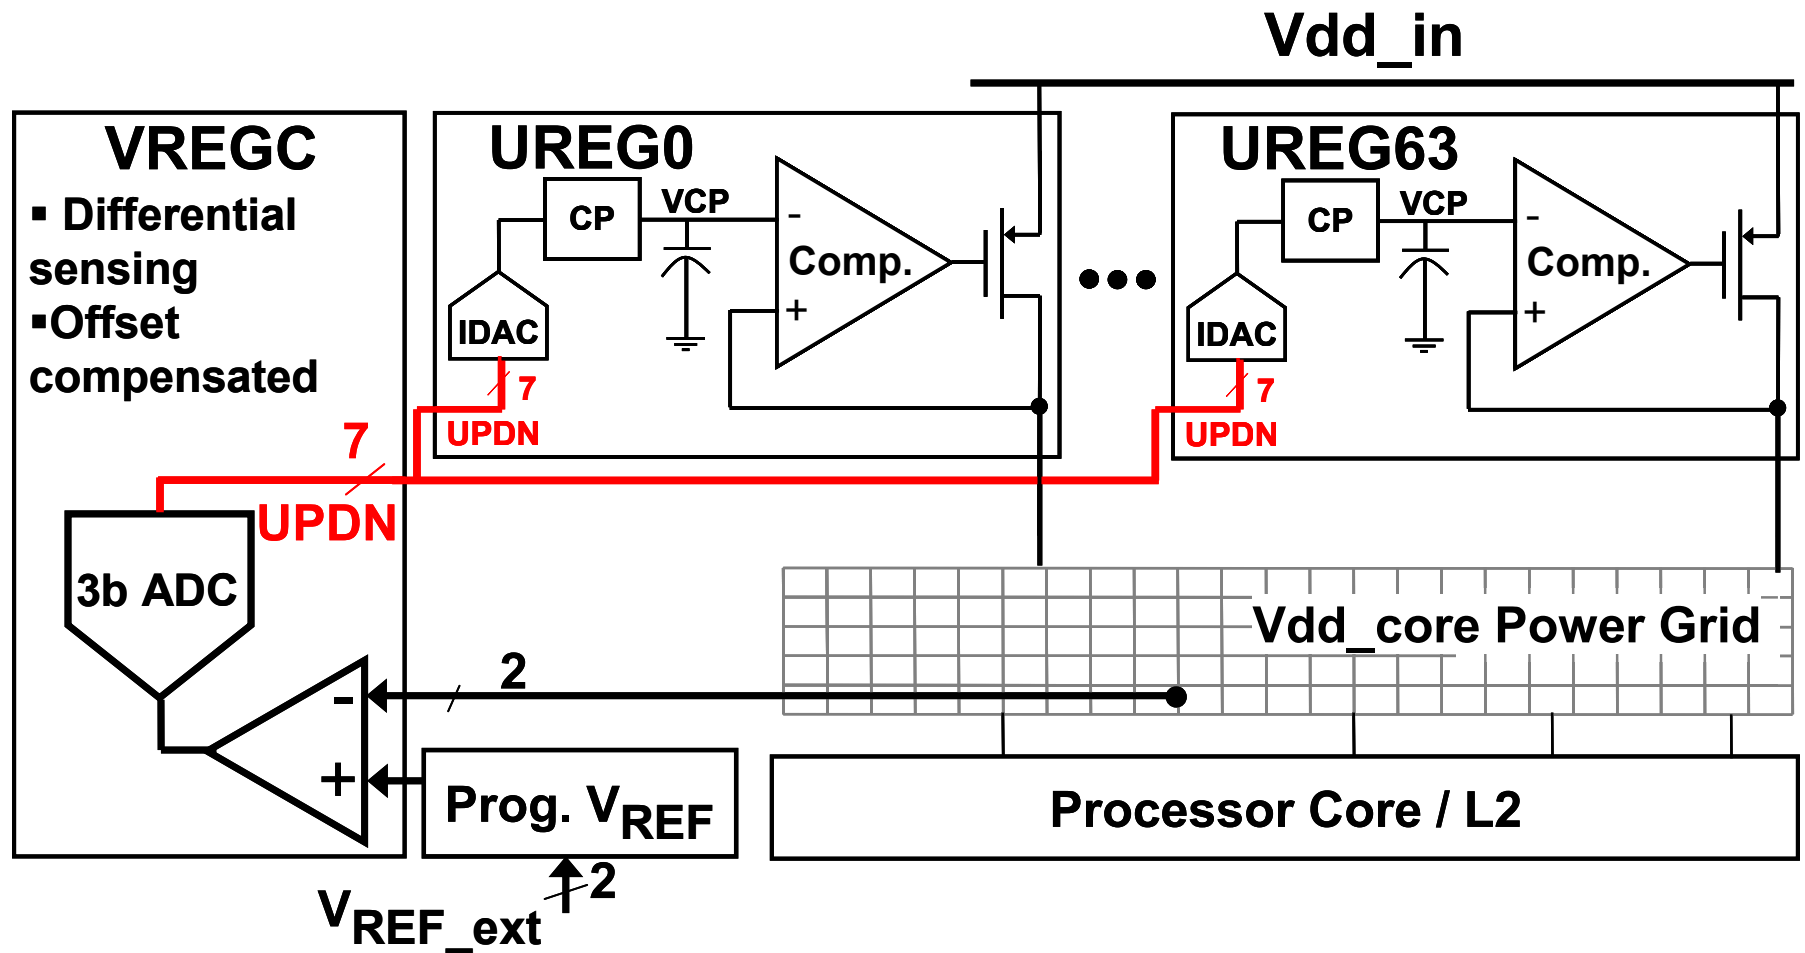 Vdd_in
VREGC
▪ Differential
sensing
▪Offset
compensated
7
UPDN
3b ADC
-
+
UREG0
CP
VCP
-
Comp.
+
IDAC
7
UPDN
UREG63
CP
VCP
-
Comp.
+
IDAC
7
UPDN
Vdd_core Power Grid
2
Prog. VREF
Processor Core / L2
2
VREF_ext